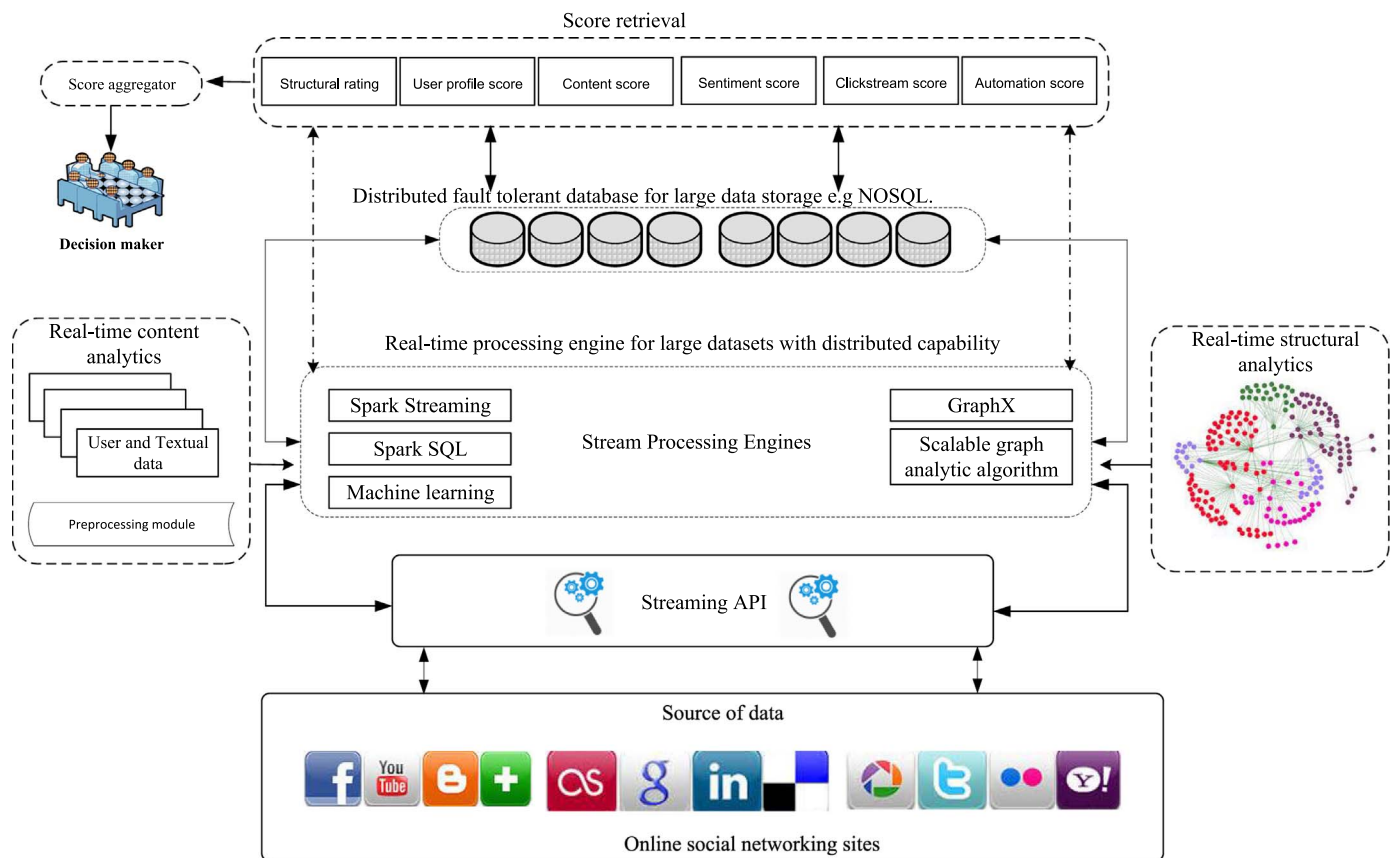 Score retrieval
Score aggregator
Structural rating
User profile score
Content score
Sentiment score
Clickstream score
Automation score
Decision maker
Distributed fault tolerant database for large data storage e.g NOSQL.
Real-time content
analytics
User and Textual
data
Preprocessing module
Real-time processing engine for large datasets with distributed capability
Spark Streaming
Spark SQL
Machine learning
Stream Processing Engines
GraphX
Scalable graph
analytic algorithm
Real-time structural
analytics
Streaming API
Source of data
f
You
Tube
B
g
in
t
Y!
Online social networking sites